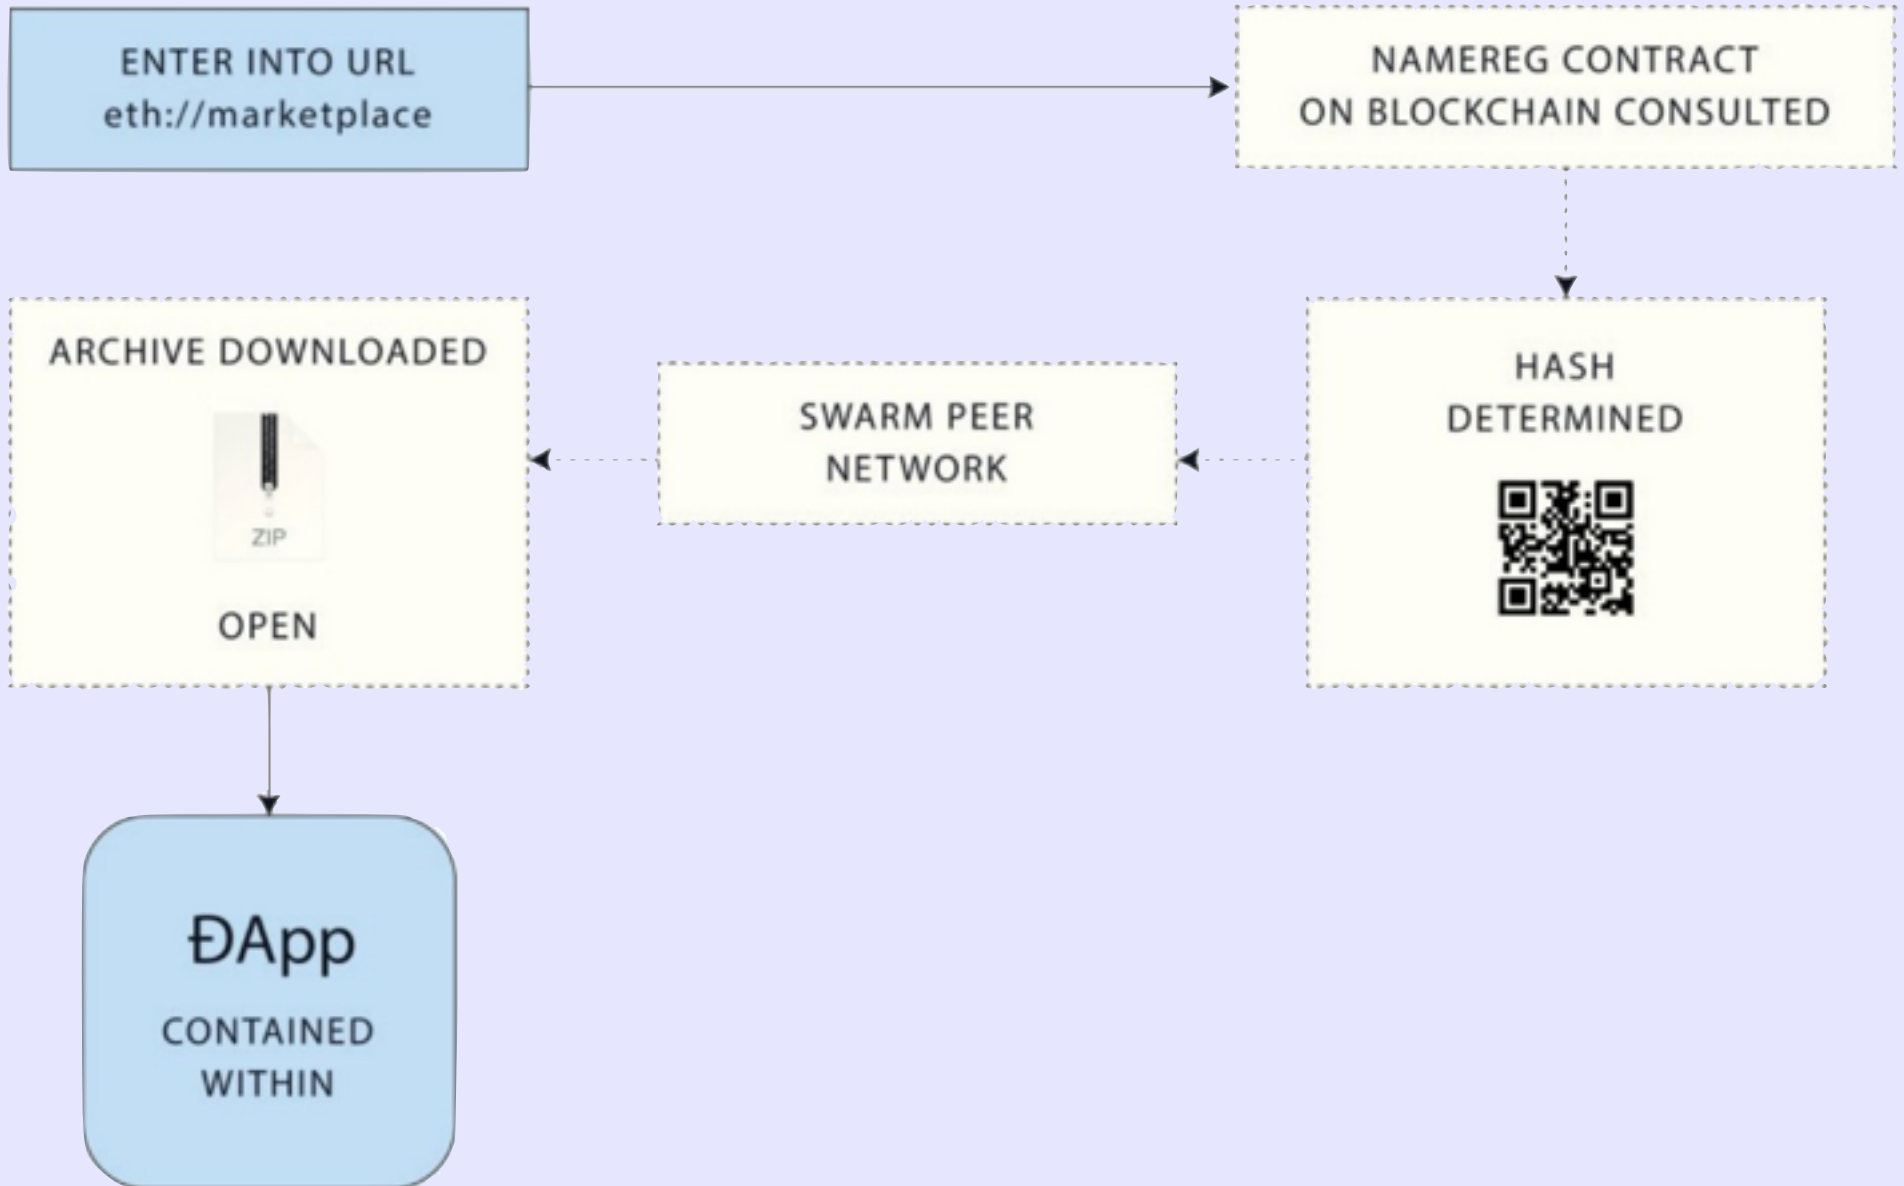 ENTER INTO URL
eth://marketplace
NAMEREG CONTRACT
ON BLOCKCHAIN CONSULTED
HASH
DETERMINED
SWARM PEER
NETWORK
ARCHIVE DOWNLOADED
ZIP
OPEN
ĐApp
CONTAINED
WITHIN